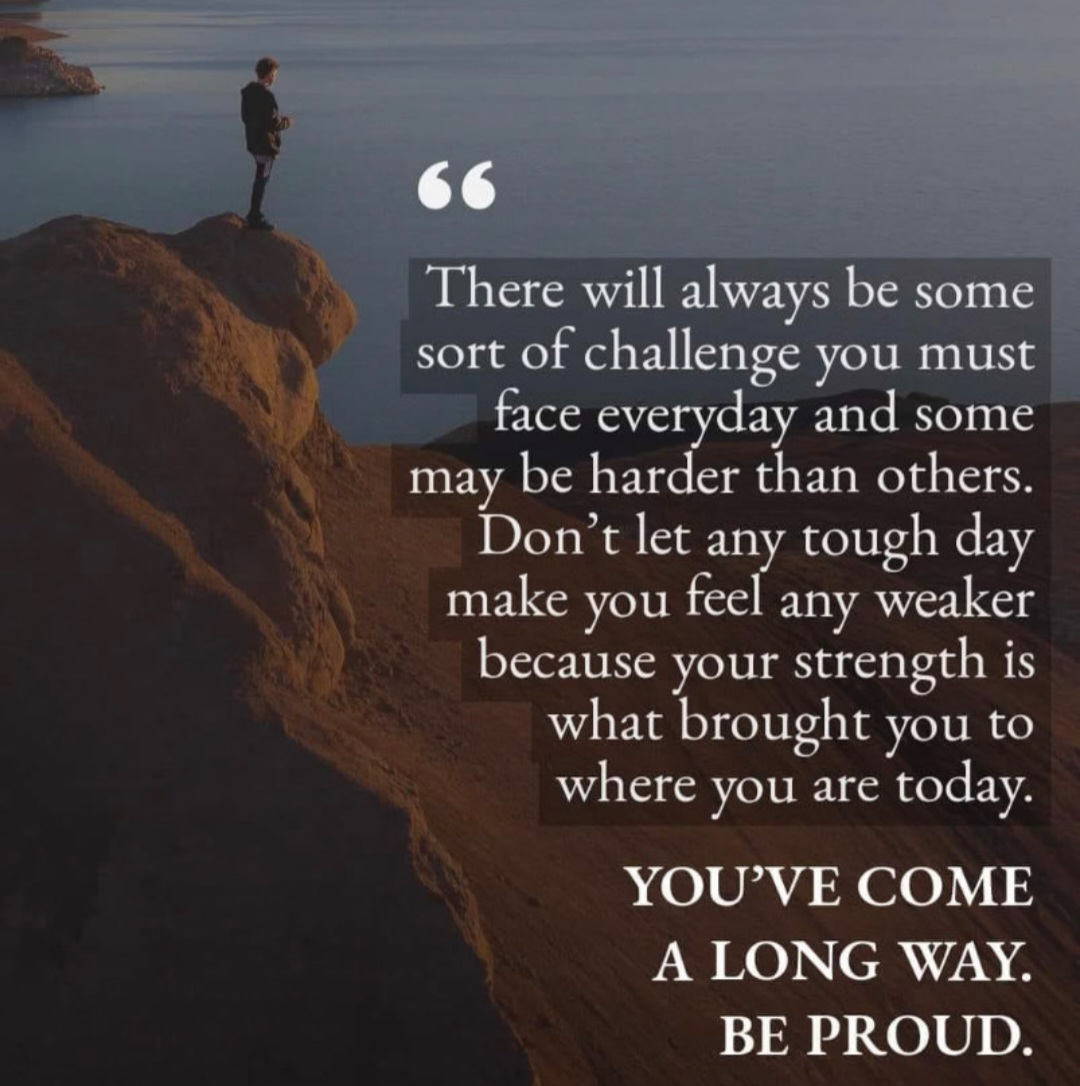 “
There will always be some
sort of challenge you must
face everyday and some
may be harder than others.
Don’t let any tough day
make you feel any weaker
because your strength is
what brought you to
where you are today.
YOU’VE COME
A LONG WAY.
BE PROUD.